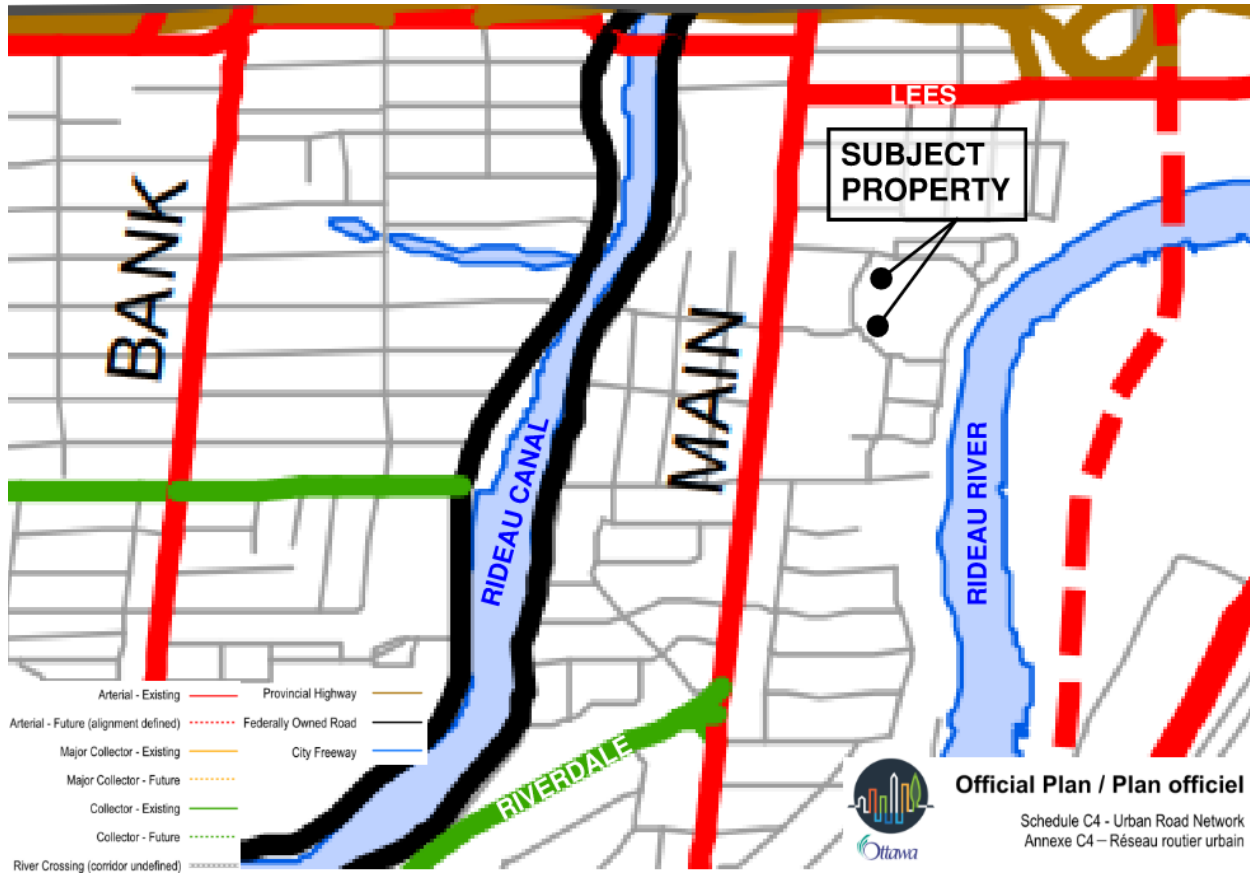 LEES
SUBJECT
PROPERTY
BANK
MAIN
RIDEAU CANAL
RIDEAU RIVER
RIVERDALE
Arterial - Existing
Arterial - Future (alignment defined)
Major Collector - Existing
Major Collector - Future
Collector - Existing
Collector - Future
River Crossing (corridor undefined)
Provincial Highway
Federally Owned Road
City Freeway
Ottawa
Official Plan / Plan officiel
Schedule C4 - Urban Road Network
Annexe C4 – Réseau routier urbain